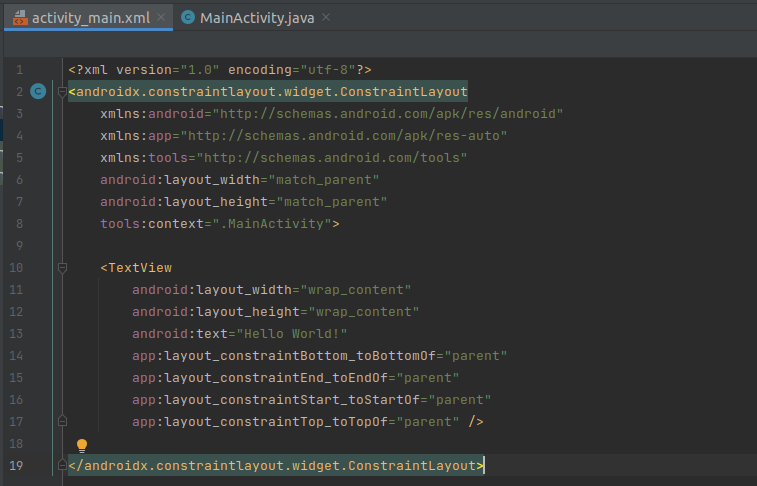 activity_main.xml MainActivity.java
1 <?xml version="1.0" encoding="utf-8"?>
2 <androidx.constraintlayout.widget.ConstraintLayout
3 xmlns:android="http://schemas.android.com/apk/res/android"
4 xmlns:app="http://schemas.android.com/apk/res-auto"
5 xmlns:tools="http://schemas.android.com/tools"
6 android:layout_width="match_parent"
7 android:layout_height="match_parent"
8 tools:context=".MainActivity">
9
10 <TextView
11 android:layout_width="wrap_content"
12 android:layout_height="wrap_content"
13 android:text="Hello World!"
14 app:layout_constraintBottom_toBottomOf="parent"
15 app:layout_constraintEnd_toEndOf="parent"
16 app:layout_constraintStart_toStartOf="parent"
17 app:layout_constraintTop_toTopOf="parent" />
18
19 </androidx.constraintlayout.widget.ConstraintLayout>